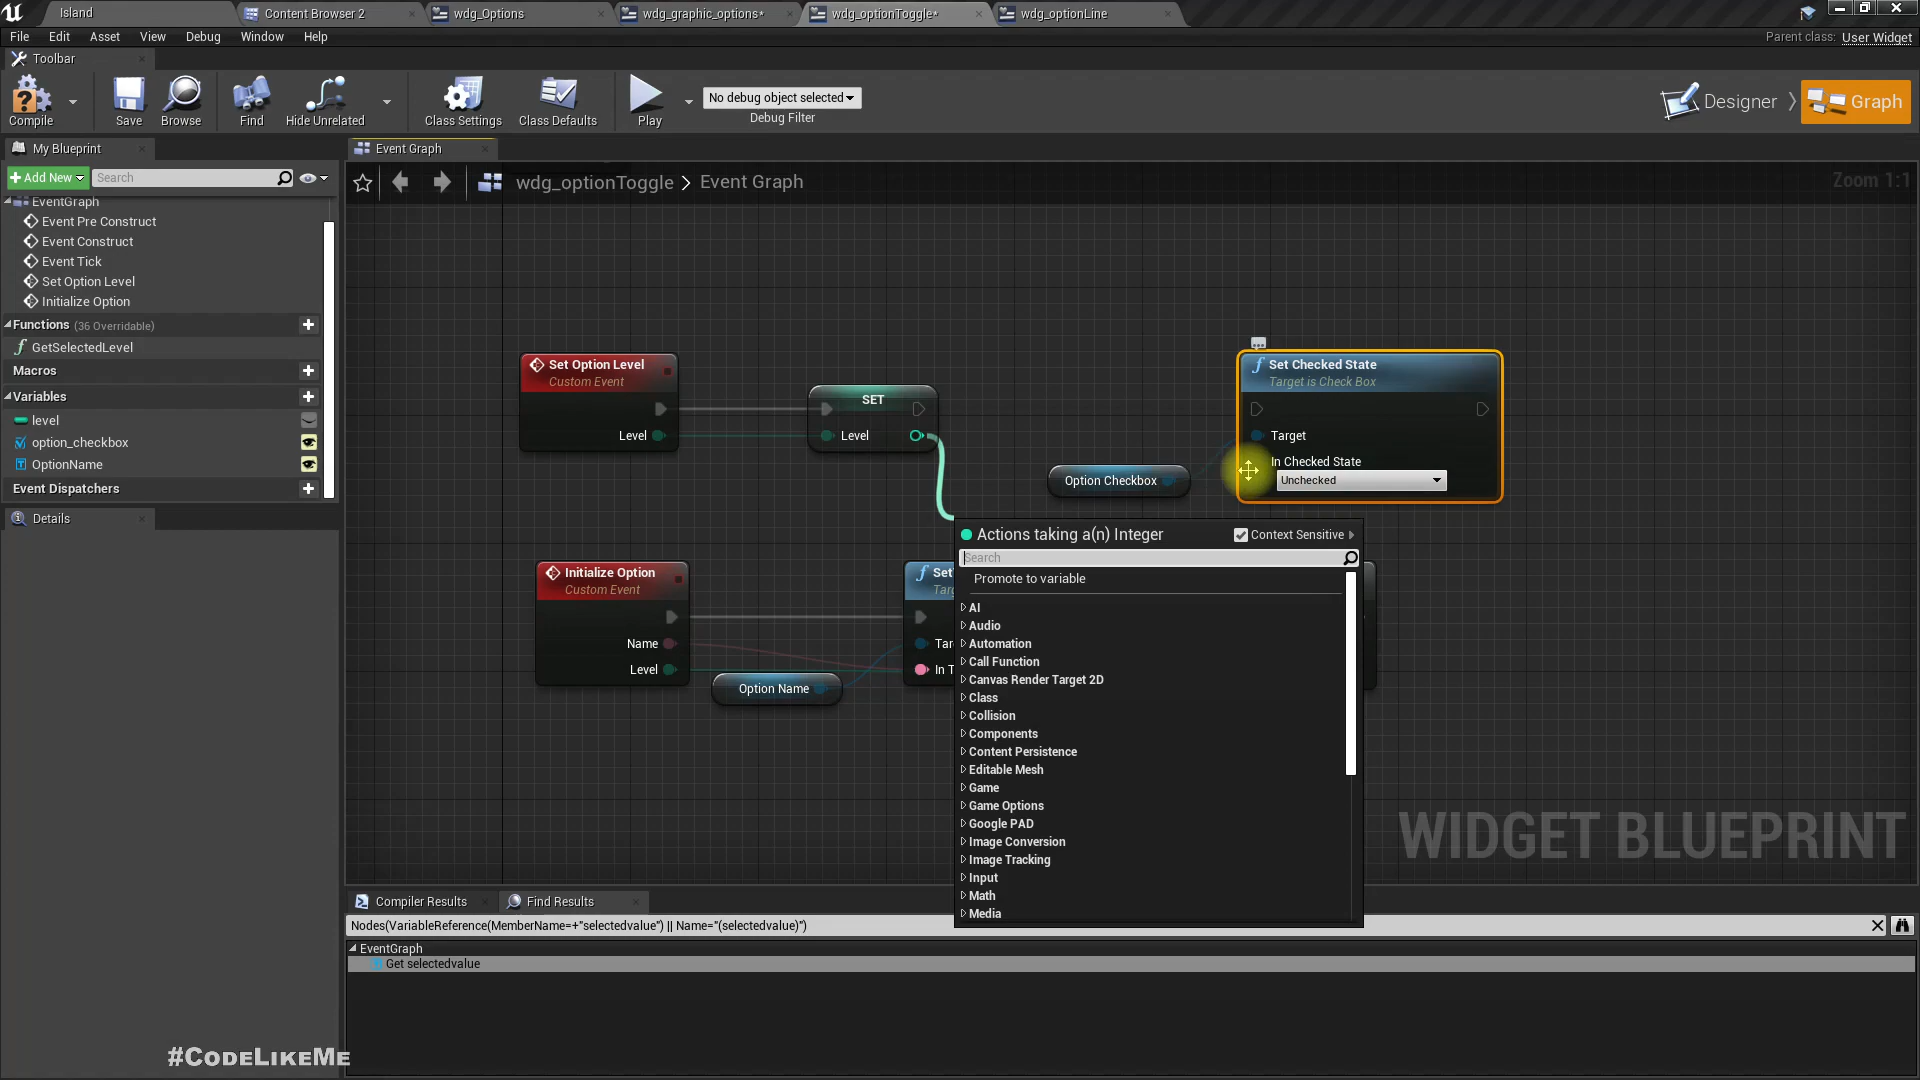 Island
Content Browser 2
wdg_Options
wdg_graphic_options*
wdg_optionToggle*
wdg_optionLine
File Edit Asset View Debug Window Help
Parent class: User Widget
Toolbar
Compile
Save
Browse
Find
Hide Unrelated
Class Settings
Class Defaults
Play
No debug object selected
Debug Filter
Designer
Graph
My Blueprint
Event Graph
Add New
Search
wdg_optionToggle > Event Graph
Zoom 1:1
EventGraph
Event Pre Construct
Event Construct
Event Tick
Set Option Level
Initialize Option
Functions (36 Overridable)
GetSelectedLevel
Macros
Variables
level
option_checkbox
OptionName
Event Dispatchers
Details
Set Option Level
Custom Event
Level
SET
Level
Set Checked State
Target is Check Box
Target
In Checked State
Unchecked
Option Checkbox
Initialize Option
Custom Event
Name
Level
Option Name
Actions taking a(n) Integer
Context Sensitive
Search
Promote to variable
AI
Audio
Automation
Call Function
Canvas Render Target 2D
Class
Collision
Components
Content Persistence
Editable Mesh
Game
Game Options
Google PAD
Image Conversion
Image Tracking
Input
Math
Media
WIDGET BLUEPRINT
Compiler Results
Find Results
Nodes(VariableReference(MemberName=+"selectedvalue") || Name="(selectedvalue)")
EventGraph
Get selectedvalue
#CodeLikeMe